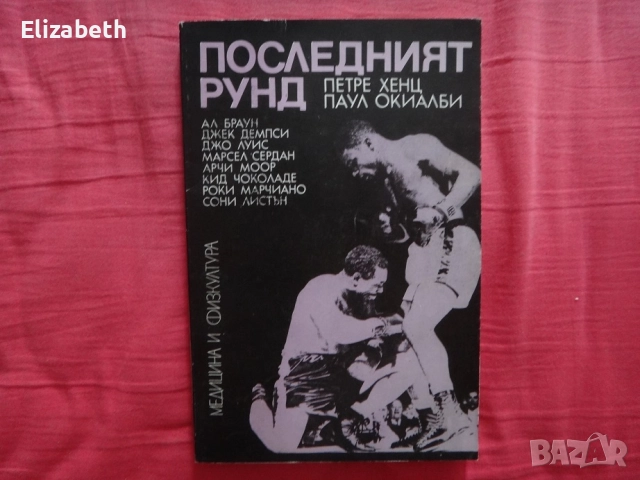 Elizabeth
ПОСЛЕДНИЯТ
РУНД
ПЕТРЕ ХЕНЦ
ПАУЛ ОКИАЛБИ
АЛ БРАУН
ДЖЕК ДЕМПСИ
ДЖО ЛУИС
МАРСЕЛ СЕРДАН
АРЧИ МООР
КИД ЧОКОЛАДЕ
РОКИ МАРЧИАНО
СОНИ ЛИСТЪН
МЕДИЦИНА И ФИЗКУЛТУРА
BAZAR